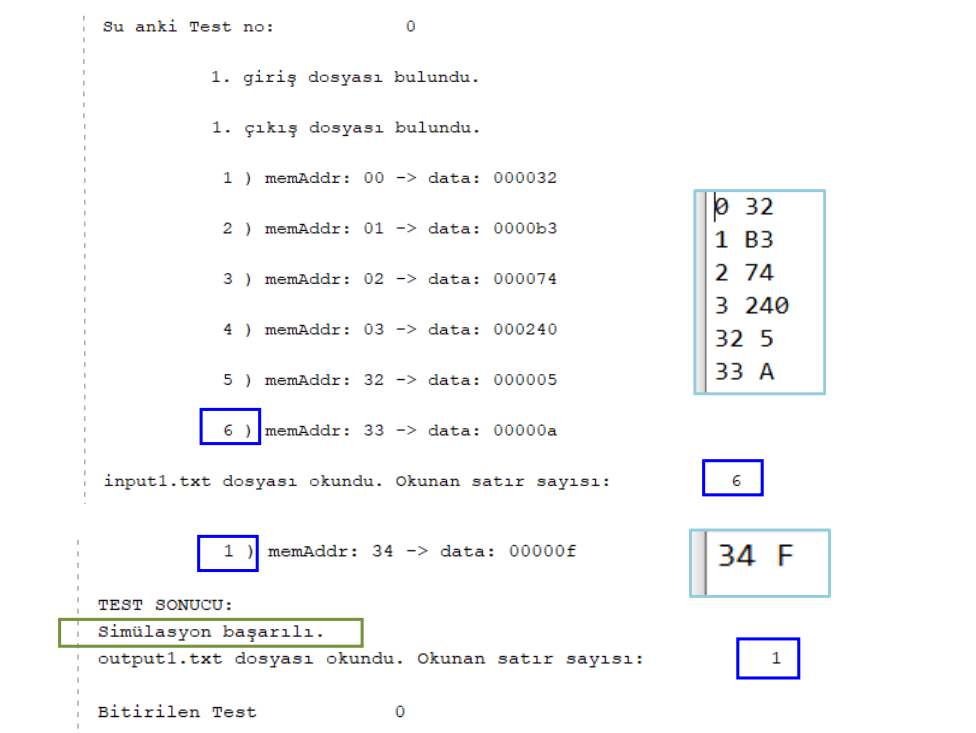 Su anki Test no: 0
1. giriş dosyası bulundu.
1. çıkış dosyası bulundu.
1 ) memAddr: 00 -> data: 000032
2 ) memAddr: 01 -> data: 0000b3
3 ) memAddr: 02 -> data: 000074
4 ) memAddr: 03 -> data: 000240
5 ) memAddr: 32 -> data: 000005
6 ) memAddr: 33 -> data: 00000a
0 32
1 B3
2 74
3 240
32 5
33 A
input1.txt dosyası okundu. Okunan satır sayısı: 6
1 ) memAddr: 34 -> data: 00000f
34 F
TEST SONUCU:
Simülasyon başarılı.
output1.txt dosyası okundu. Okunan satır sayısı: 1
Bitirilen Test 0